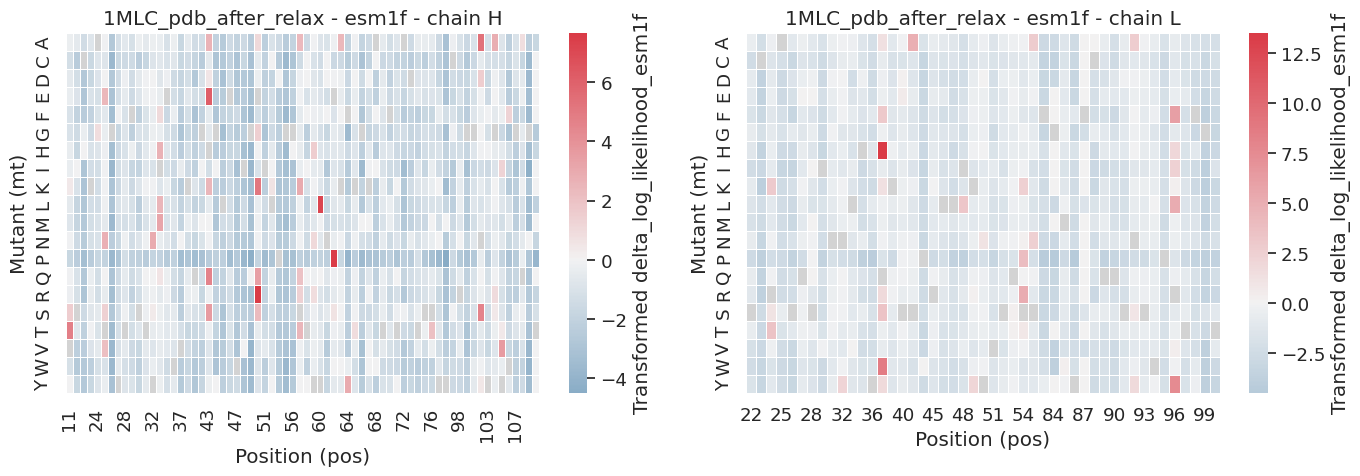 1MLC_pdb_after_relax - esm1f - chain H
Mutant (mt)
A
C
D
E
F
G
H
I
K
L
M
N
P
Q
R
S
T
V
W
Y
11 24 28 32 37 43 47 51 56 60 64 68 72 76 98 103 107
Position (pos)
6
4
2
0
−2
−4
Transformed delta_log_likelihood_esm1f
1MLC_pdb_after_relax - esm1f - chain L
Mutant (mt)
A
C
D
E
F
G
H
I
K
L
M
N
P
Q
R
S
T
V
W
Y
22 25 28 32 36 40 45 48 51 54 84 87 90 93 96 99
Position (pos)
12.5
10.0
7.5
5.0
2.5
0.0
−2.5
Transformed delta_log_likelihood_esm1f